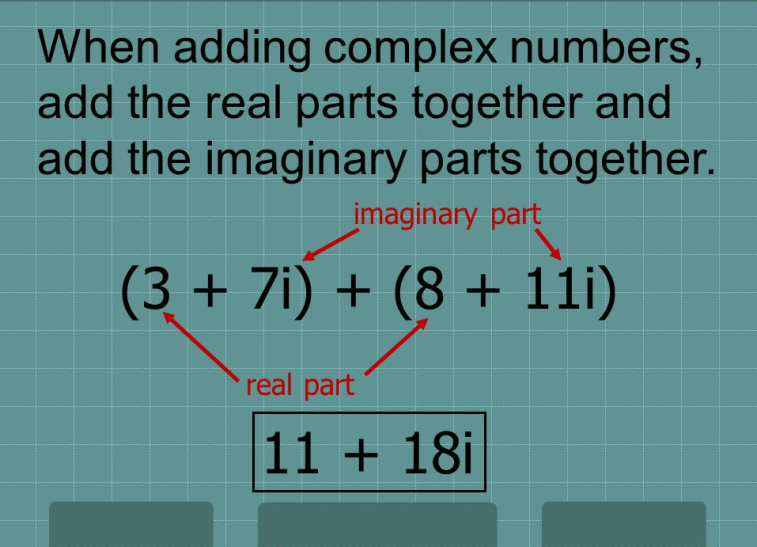 When adding complex numbers,
add the real parts together and
add the imaginary parts together.
imaginary part
(3 + 7i) + (8 + 11i)
real part
11 + 18i